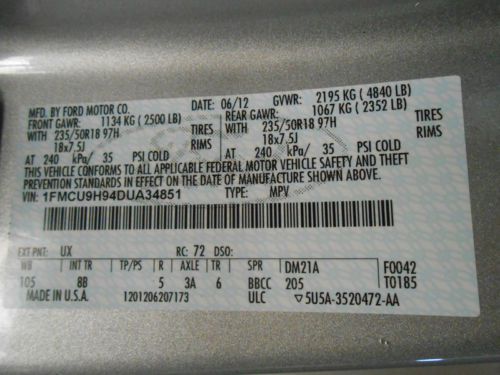 MFD. BY FORD MOTOR CO.
DATE: 06/12 GVWR: 2195 KG ( 4840 LB)
FRONT GAWR: 1134 KG ( 2500 LB) REAR GAWR: 1067 KG ( 2352 LB)
WITH 235/50R18 97H TIRES WITH 235/50R18 97H TIRES
18x7.5J RIMS 18x7.5J RIMS
AT 240 kPa/ 35 PSI COLD AT 240 kPa/ 35 PSI COLD
THIS VEHICLE CONFORMS TO ALL APPLICABLE FEDERAL MOTOR VEHICLE SAFETY AND THEFT
PREVENTION STANDARDS IN EFFECT ON THE DATE OF MANUFACTURE SHOWN ABOVE.
VIN: 1FMCU9H94DUA34851 TYPE: MPV
EXT PNT: UX RC: 72 DSO: F0042
WB INT TR TP/PS R AXLE TR SPR DM21A T0185
105 8B 5 3A 6 BBCC 205
MADE IN U.S.A. 1201206207173 ULC ▽5U5A-3520472-AA